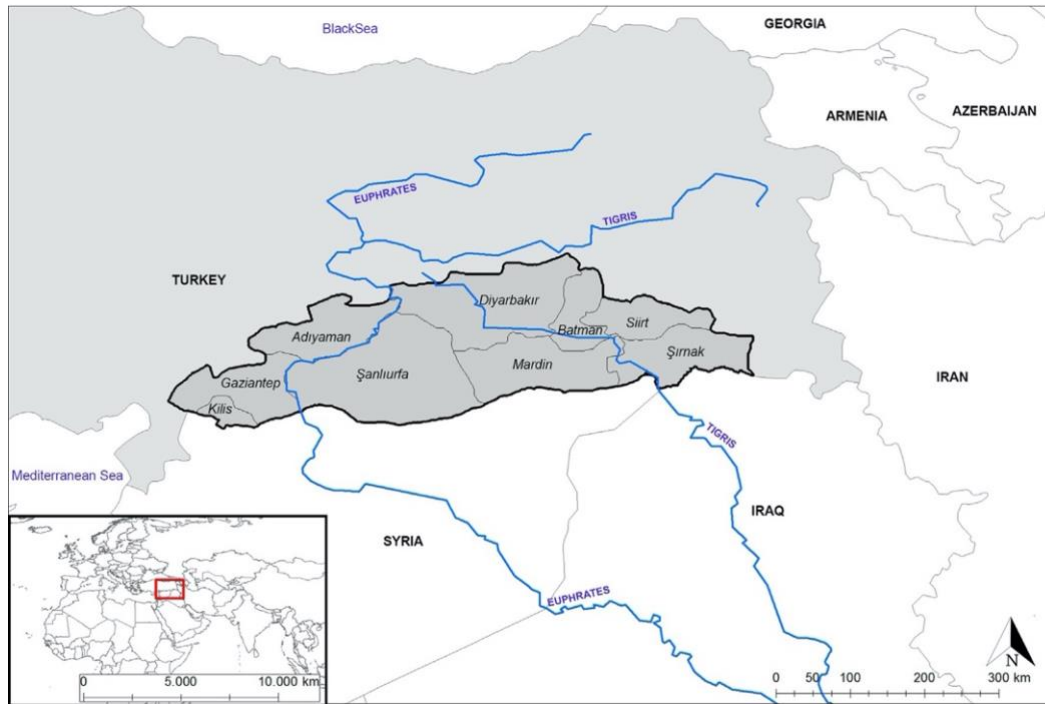 BlackSea
GEORGIA
ARMENIA
AZERBAIJAN
EUPHRATES
TIGRIS
TURKEY
Diyarbakır
Adıyaman
Batman
Siirt
Şanlıurfa
Mardin
Şırnak
Gaziantep
Kilis
IRAN
TIGRIS
Mediterranean Sea
IRAQ
SYRIA
EUPHRATES
N
0 5.000 10.000 km
0 50 100 200 300 km